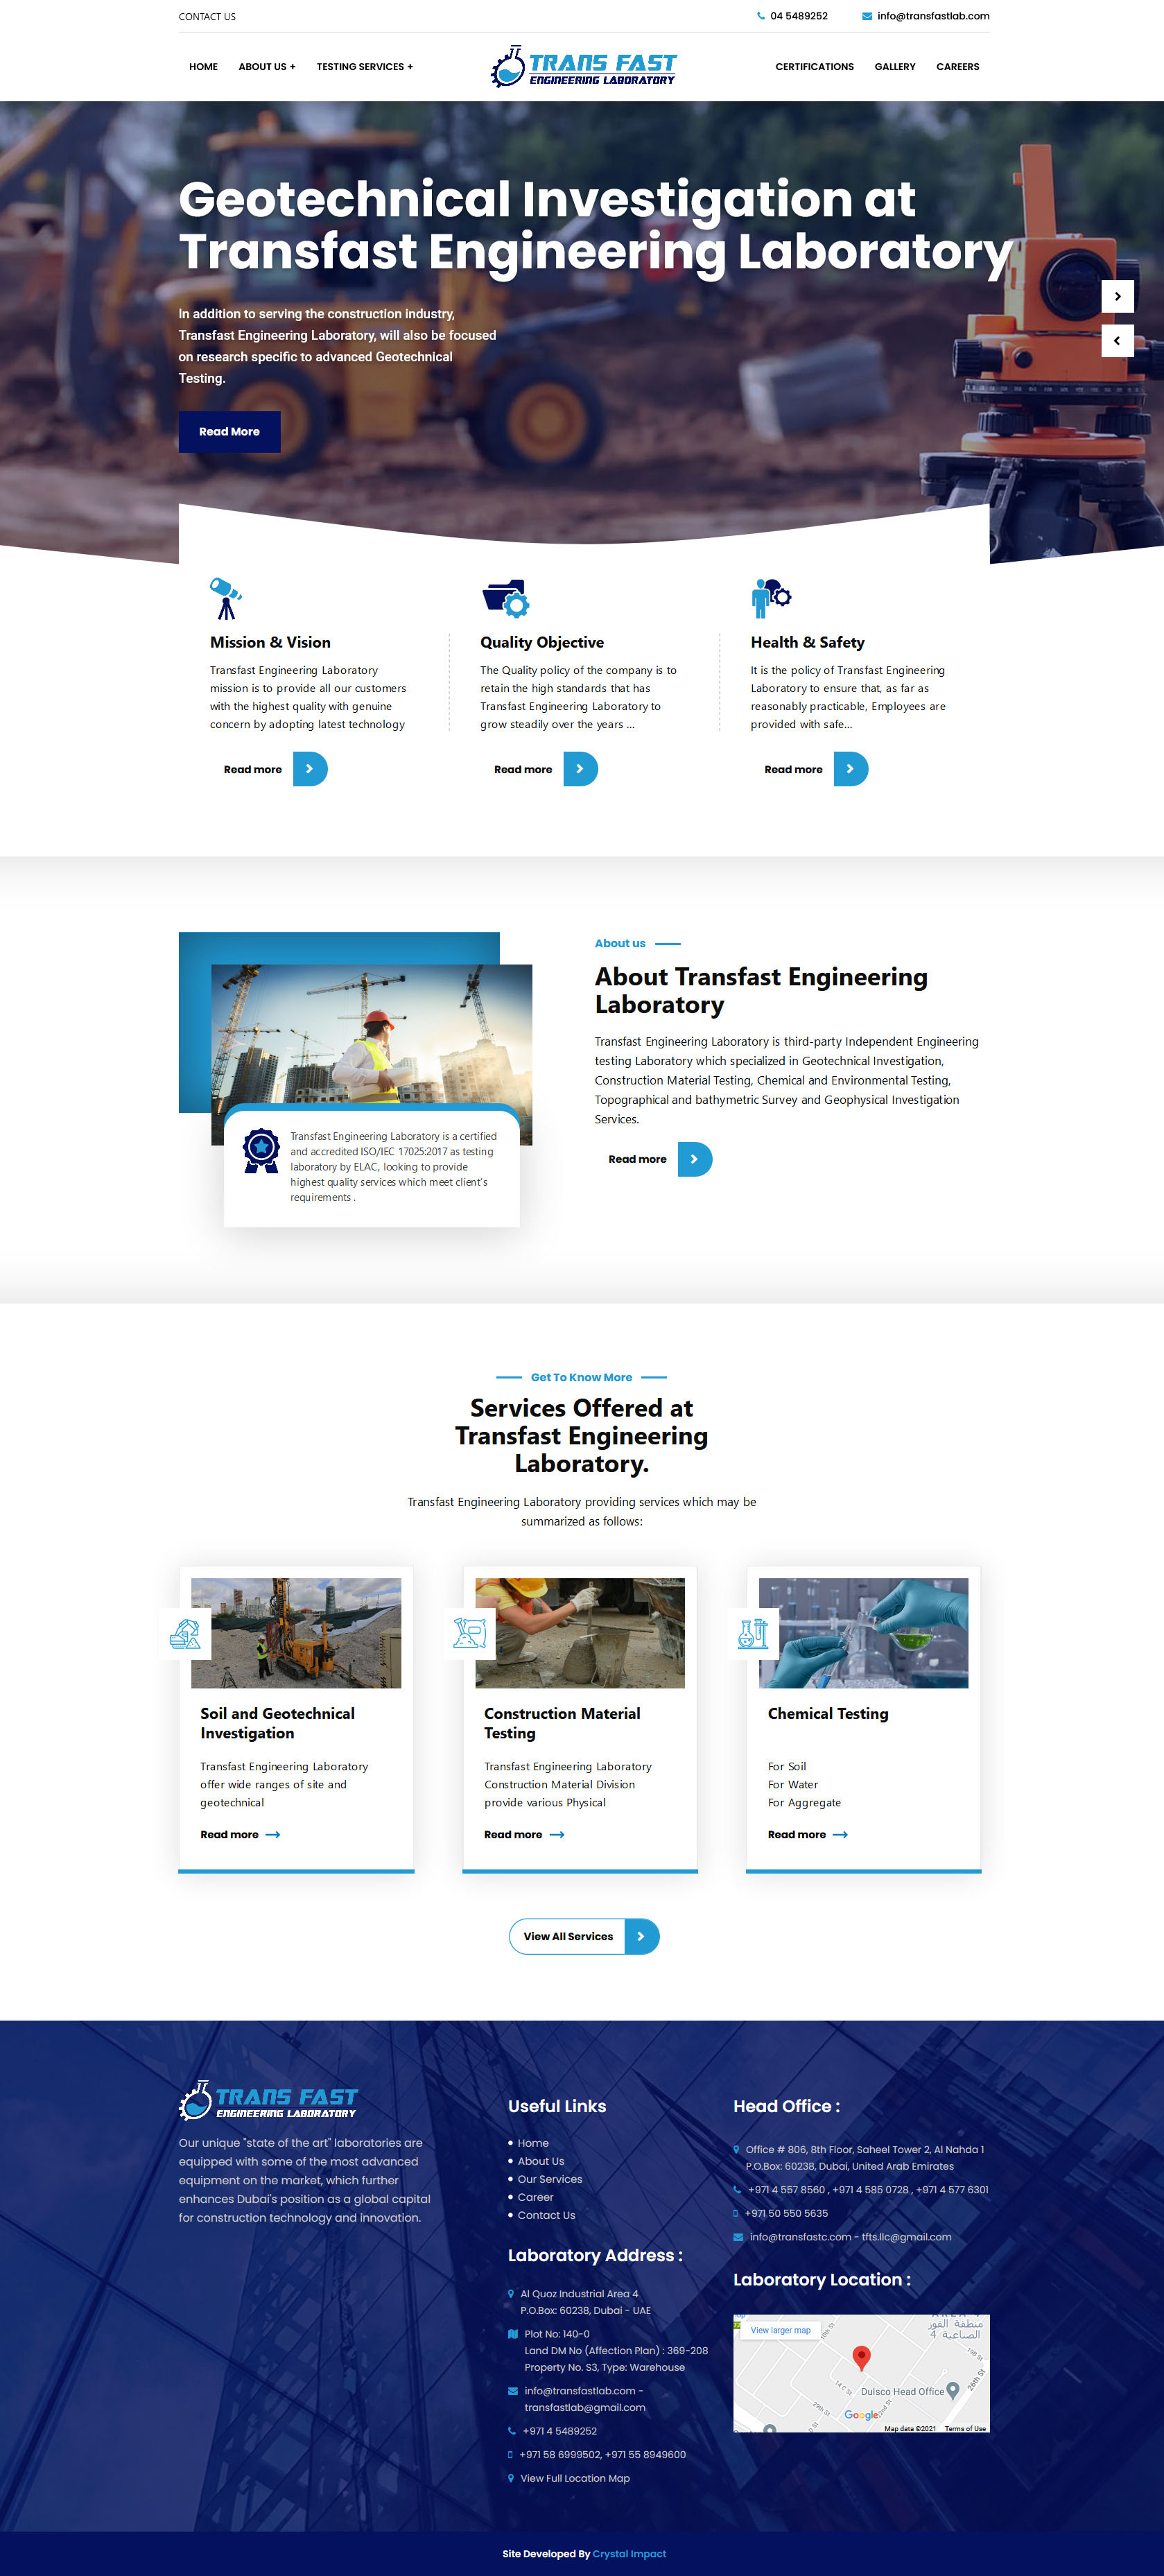 CONTACT US
04 5489252
info@transfastlab.com
HOME
ABOUT US +
TESTING SERVICES +
TRANS FAST
ENGINEERING LABORATORY
CERTIFICATIONS
GALLERY
CAREERS
Geotechnical Investigation at
Transfast Engineering Laboratory
In addition to serving the construction industry,
Transfast Engineering Laboratory, will also be focused
on research specific to advanced Geotechnical
Testing.
Read More
Mission & Vision
Transfast Engineering Laboratory
mission is to provide all our customers
with the highest quality with genuine
concern by adopting latest technology
Read more
Quality Objective
The Quality policy of the company is to
retain the high standards that has
Transfast Engineering Laboratory to
grow steadily over the years ...
Read more
Health & Safety
It is the policy of Transfast Engineering
Laboratory to ensure that, as far as
reasonably practicable, Employees are
provided with safe...
Read more
Transfast Engineering Laboratory is a certified
and accredited ISO/IEC 17025:2017 as testing
laboratory by ELAC, looking to provide
highest quality services which meet client's
requirements .
About us
About Transfast Engineering
Laboratory
Transfast Engineering Laboratory is third-party Independent Engineering
testing Laboratory which specialized in Geotechnical Investigation,
Construction Material Testing, Chemical and Environmental Testing,
Topographical and bathymetric Survey and Geophysical Investigation
Services.
Read more
Get To Know More
Services Offered at
Transfast Engineering
Laboratory.
Transfast Engineering Laboratory providing services which may be
summarized as follows:
Soil and Geotechnical
Investigation
Transfast Engineering Laboratory
offer wide ranges of site and
geotechnical
Read more
Construction Material
Testing
Transfast Engineering Laboratory
Construction Material Division
provide various Physical
Read more
Chemical Testing
For Soil
For Water
For Aggregate
Read more
View All Services
TRANS FAST
ENGINEERING LABORATORY
Our unique "state of the art" laboratories are
equipped with some of the most advanced
equipment on the market, which further
enhances Dubai's position as a global capital
for construction technology and innovation.
Useful Links
Home
About Us
Our Services
Career
Contact Us
Laboratory Address :
Al Quoz Industrial Area 4
P.O.Box: 60238, Dubai - UAE
Plot No: 140-0
Land DM No (Affection Plan) : 369-208
Property No. S3, Type: Warehouse
info@transfastlab.com -
transfastlab@gmail.com
+971 4 5489252
+971 58 6999502, +971 55 8949600
View Full Location Map
Head Office :
Office # 806, 8th Floor, Saheel Tower 2, Al Nahda 1
P.O.Box: 60238, Dubai, United Arab Emirates
+971 4 557 8560 , +971 4 585 0728 , +971 4 577 6301
+971 50 550 5635
info@transfastc.com - tfts.llc@gmail.com
Laboratory Location :
View larger map
AREA 4
منطقة القوز
الصناعية 4
10th St
18th St
14 C St
26th St
29th St
Dulsco Head Office
Google
Map data ©2021
Terms of Use
Site Developed By Crystal Impact